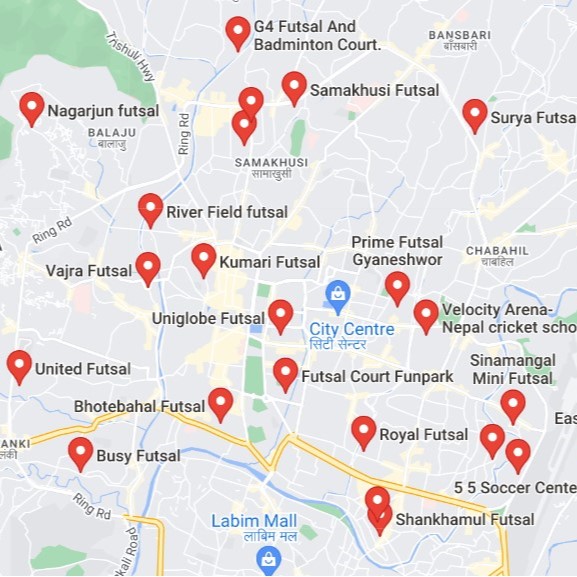 G4 Futsal And
Badminton Court.
BANSBARI
बाँसबारी
Trishuli Hwy
Samakhusi Futsal
Nagarjun futsal
Surya Futsa
BALAJU
बालाजु
Ring Rd
SAMAKHUSI
सामाखुसी
River Field futsal
Ring Rd
Prime Futsal
Gyaneshwor
CHABAHIL
चाबहिल
Kumari Futsal
Vajra Futsal
Uniglobe Futsal
City Centre
सिटी सेन्टर
Velocity Arena-
Nepal cricket scho
United Futsal
Futsal Court Funpark
Sinamangal
Mini Futsal
Bhotebahal Futsal
Eas
Royal Futsal
ANKI
लंकी
Busy Futsal
5 5 Soccer Cente
Ring Rd
Labim Mall
लाबिम मल
Shankhamul Futsal
kali Road